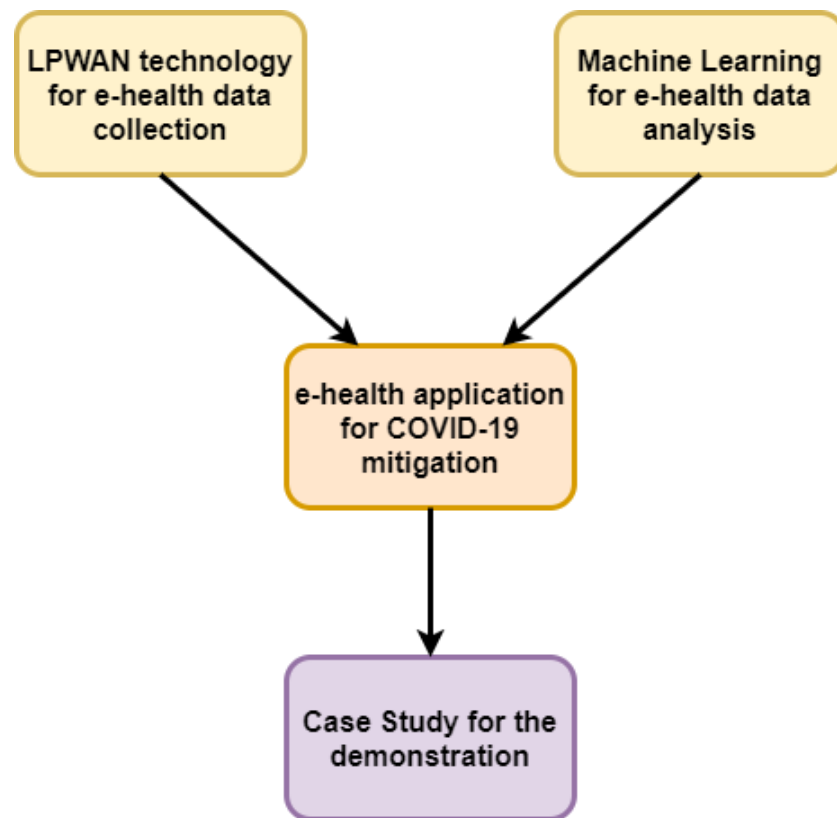 LPWAN technology
for e-health data
collection
Machine Learning
for e-health data
analysis
e-health application
for COVID-19
mitigation
Case Study for the
demonstration